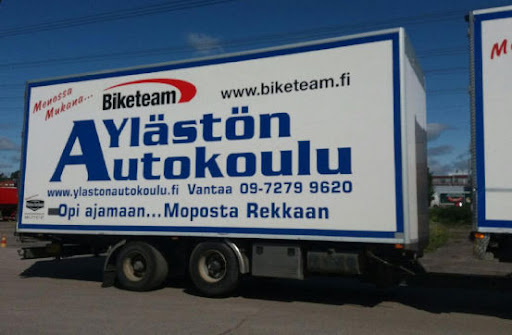 Menossa
Mukana...
Biketeam
www.biketeam.fi
Ylästön
Autokoulu
www.ylastonautokoulu.fi Vantaa 09-7279 9620
Opi ajamaan...Moposta Rekkaan